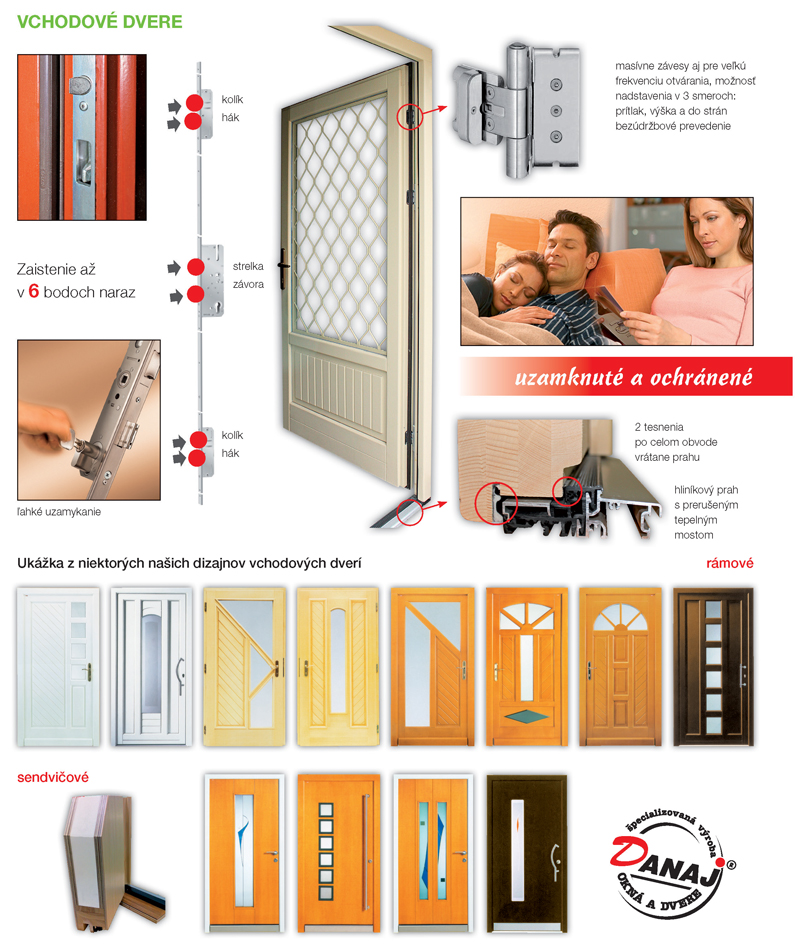 VCHODOVÉ DVERE
kolík
hák
masívne závesy aj pre veľkú
frekvenciu otvárania, možnosť
nadstavenia v 3 smeroch:
prítlak, výška a do strán
bezúdržbové prevedenie
Zaistenie až
v 6 bodoch naraz
strelka
závora
uzamknuté a ochránené
kolík
hák
ľahké uzamykanie
2 tesnenia
po celom obvode
vrátane prahu
hliníkový prah
s prerušeným
tepelným
mostom
Ukážka z niektorých našich dizajnov vchodových dverí
rámové
sendvičové
špecializovaná výroba
DANAJ®
OKNÁ A DVERE